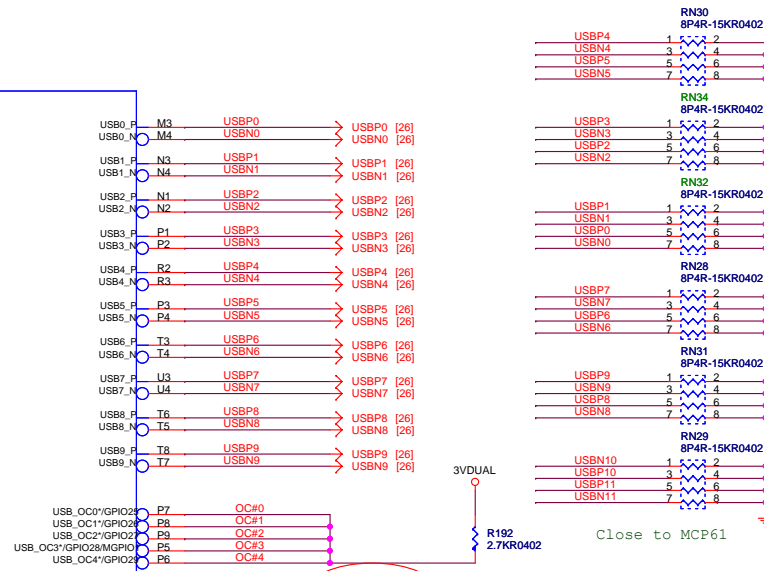 RN30
8P4R-15KR0402
USBP4 1 2
USBN4 3 4
USBP5 5 6
USBN5 7 8
RN34
8P4R-15KR0402
USBP3 1 2
USBN3 3 4
USBP2 5 6
USBN2 7 8
RN32
8P4R-15KR0402
USBP1 1 2
USBN1 3 4
USBP0 5 6
USBN0 7 8
RN28
8P4R-15KR0402
USBP7 1 2
USBN7 3 4
USBP6 5 6
USBN6 7 8
RN31
8P4R-15KR0402
USBP9 1 2
USBN9 3 4
USBP8 5 6
USBN8 7 8
RN29
8P4R-15KR0402
USBN10 1 2
USBP10 3 4
USBP11 5 6
USBN11 7 8
Close to MCP61
USB0_P M3 USBP0 USBP0 [26]
USB0_N M4 USBN0 USBN0 [26]
USB1_P N3 USBP1 USBP1 [26]
USB1_N N4 USBN1 USBN1 [26]
USB2_P N1 USBP2 USBP2 [26]
USB2_N N2 USBN2 USBN2 [26]
USB3_P P1 USBP3 USBP3 [26]
USB3_N P2 USBN3 USBN3 [26]
USB4_P R2 USBP4 USBP4 [26]
USB4_N R3 USBN4 USBN4 [26]
USB5_P P3 USBP5 USBP5 [26]
USB5_N P4 USBN5 USBN5 [26]
USB6_P T3 USBP6 USBP6 [26]
USB6_N T4 USBN6 USBN6 [26]
USB7_P U3 USBP7 USBP7 [26]
USB7_N U4 USBN7 USBN7 [26]
USB8_P T6 USBP8 USBP8 [26]
USB8_N T5 USBN8 USBN8 [26]
USB9_P T8 USBP9 USBP9 [26]
USB9_N T7 USBN9 USBN9 [26]
3VDUAL
R192
2.7KR0402
USB_OC0*/GPIO25 P7 OC#0
USB_OC1*/GPIO26 P8 OC#1
USB_OC2*/GPIO27 P9 OC#2
USB_OC3*/GPIO28/MGPIO P5 OC#3
USB_OC4*/GPIO29 P6 OC#4